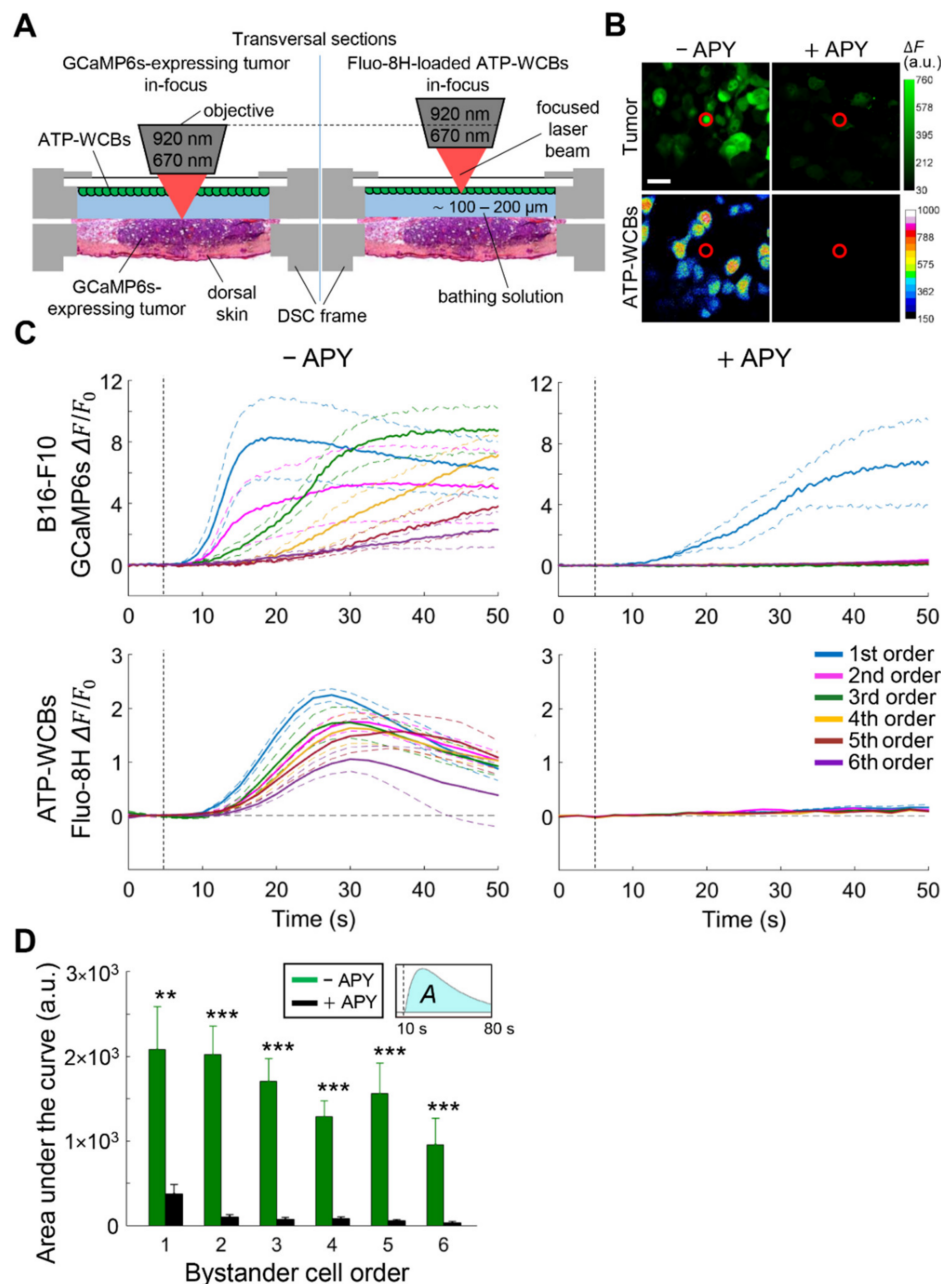 A
Transversal sections
GCaMP6s-expressing tumor
in-focus
Fluo-8H-loaded ATP-WCBs
in-focus
objective
ATP-WCBs
920 nm
670 nm
920 nm
670 nm
focused
laser
beam
~ 100 – 200 µm
GCaMP6s-
expressing tumor
dorsal
skin
DSC frame
bathing solution
B
– APY
+ APY
ΔF
(a.u.)
Tumor
760
644
498
352
176
30
ATP-WCBs
1000
988
788
575
362
150
C
– APY
+ APY
B16-F10
GCaMP6s ΔF/F0
12
8
4
0
0
10
20
30
40
50
12
8
4
0
0
10
20
30
40
50
ATP-WCBs
Fluo-8H ΔF/F0
3
2
1
0
0
10
20
30
40
50
Time (s)
3
2
1
0
0
10
20
30
40
50
Time (s)
1st order
2nd order
3rd order
4th order
5th order
6th order
D
Area under the curve (a.u.)
3×10³
2×10³
1×10³
0
– APY
+ APY
A
10 s
80 s
**
***
***
***
***
***
1
2
3
4
5
6
Bystander cell order